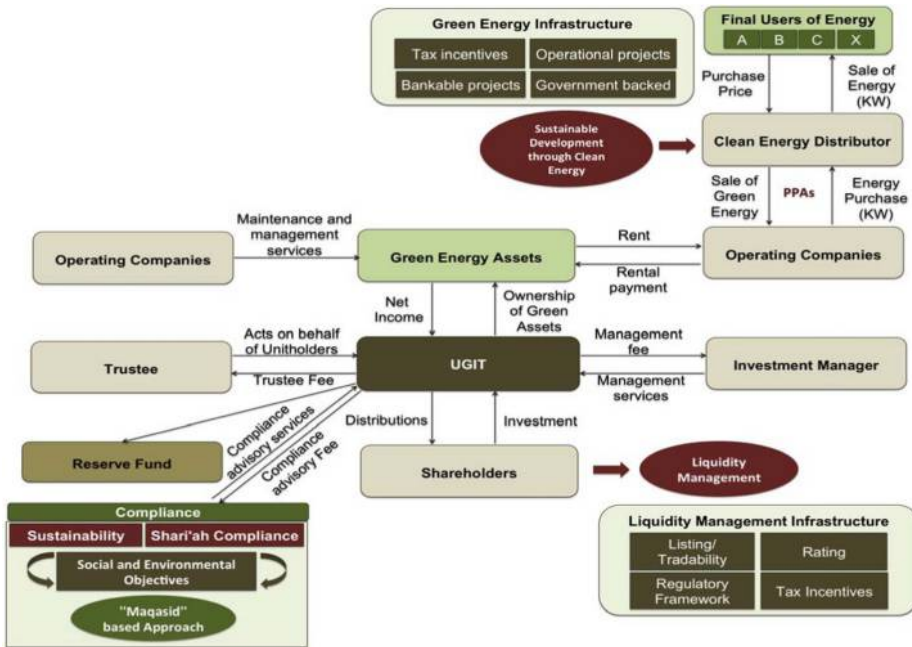 Green Energy Infrastructure
Tax incentives
Operational projects
Bankable projects
Government backed
Final Users of Energy
A B C X
Purchase
Price
Sale of
Energy
(KW)
Sustainable
Development
through Clean
Energy
Clean Energy Distributor
Sale of
Green
Energy
PPAs
Energy
Purchase
(KW)
Operating Companies
Maintenance and
management
services
Green Energy Assets
Rent
Rental
payment
Operating Companies
Net
Income
Ownership
of Green
Assets
Trustee
Acts on behalf
of Unitholders
Trustee Fee
UGIT
Management
fee
Management
services
Investment Manager
Reserve Fund
Compliance
advisory services
Compliance
advisory Fee
Distributions
Investment
Shareholders
Liquidity
Management
Compliance
Sustainability
Shari'ah Compliance
Social and Environmental
Objectives
"Maqasid"
based Approach
Liquidity Management Infrastructure
Listing/
Tradability
Rating
Regulatory
Framework
Tax Incentives